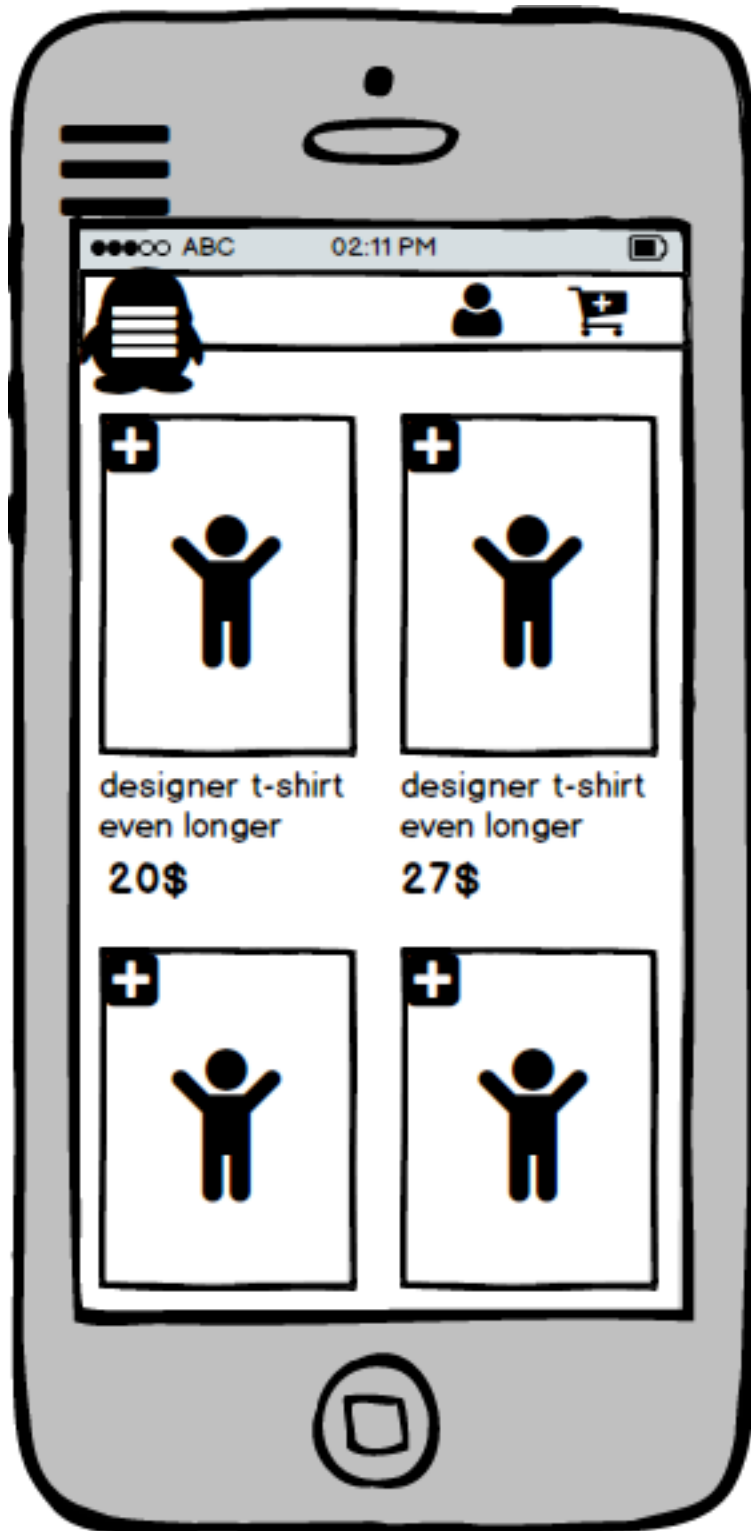 ABC 02:11 PM
designer t-shirt
even longer
20$
designer t-shirt
even longer
27$